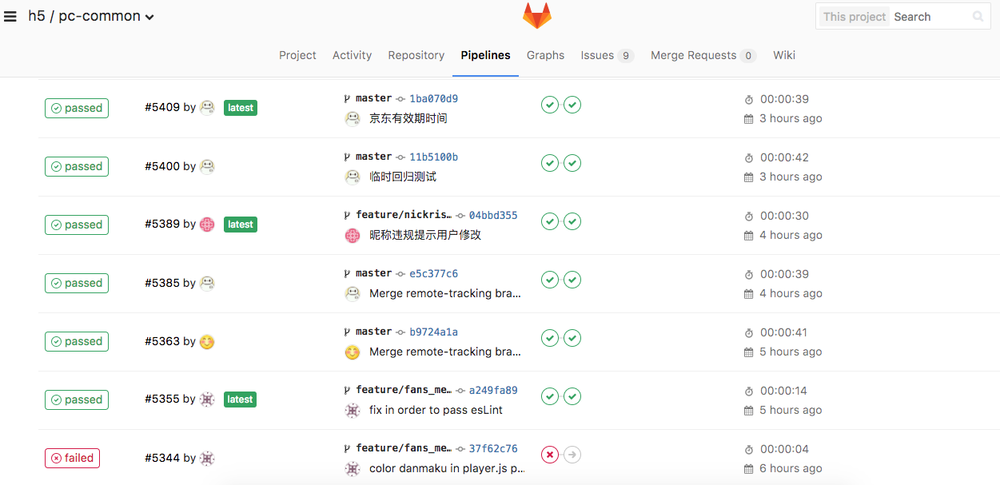 h5 / pc-common
This project Search
Project Activity Repository Pipelines Graphs Issues 9 Merge Requests 0 Wiki
passed #5409 by latest master 1ba070d9 00:00:39
京东有效期时间 3 hours ago
passed #5400 by master 11b5100b 00:00:42
临时回归测试 3 hours ago
passed #5389 by latest feature/nickris… 04bbd355 00:00:30
昵称违规提示用户修改 4 hours ago
passed #5385 by master e5c377c6 00:00:39
Merge remote-tracking bra... 4 hours ago
passed #5363 by master b9724a1a 00:00:41
Merge remote-tracking bra... 5 hours ago
passed #5355 by latest feature/fans_me… a249fa89 00:00:14
fix in order to pass esLint 5 hours ago
failed #5344 by feature/fans_me… 37f62c76 00:00:04
color danmaku in player.js p... 6 hours ago